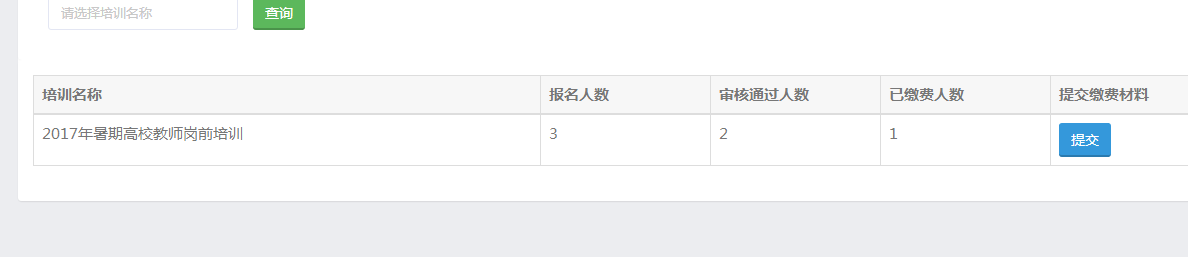 请选择培训名称 查询
培训名称 报名人数 审核通过人数 已缴费人数 提交缴费材料
2017年暑期高校教师岗前培训 3 2 1 提交